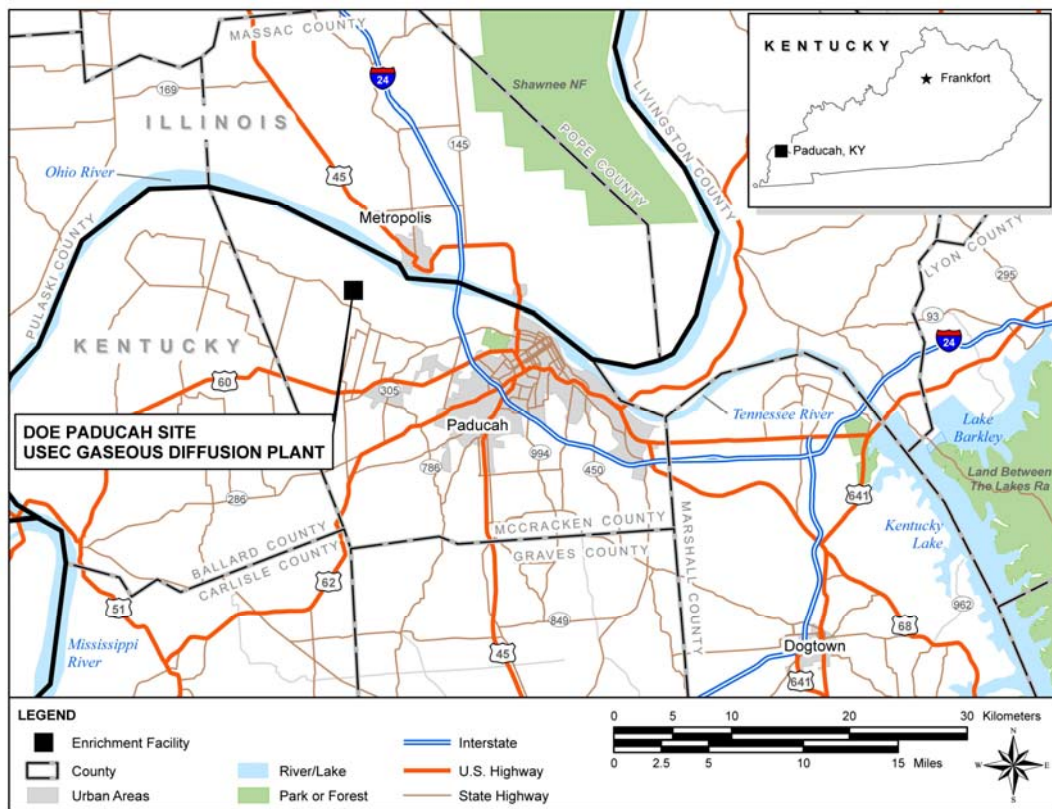 MASSAC COUNTY
24
169
ILLINOIS
Shawnee NF
LIVINGSTON COUNTY
POPE COUNTY
145
Ohio River
45
Metropolis
PULASKI COUNTY
KENTUCKY
Frankfort
Paducah, KY
LYON COUNTY
295
93
24
KENTUCKY
60
305
DOE PADUCAH SITE
USEC GASEOUS DIFFUSION PLANT
Paducah
Tennessee River
Lake
Barkley
Land Between
The Lakes Ra
786
994
450
641
286
Kentucky
Lake
MCCRACKEN COUNTY
GRAVES COUNTY
MARSHALL COUNTY
BALLARD COUNTY
CARLISLE COUNTY
62
51
849
962
68
Mississippi
River
45
Dogtown
641
LEGEND
Enrichment Facility
County
Urban Areas
River/Lake
Park or Forest
Interstate
U.S. Highway
State Highway
0 5 10 20 30 Kilometers
0 2.5 5 10 15 Miles
N
W E
S